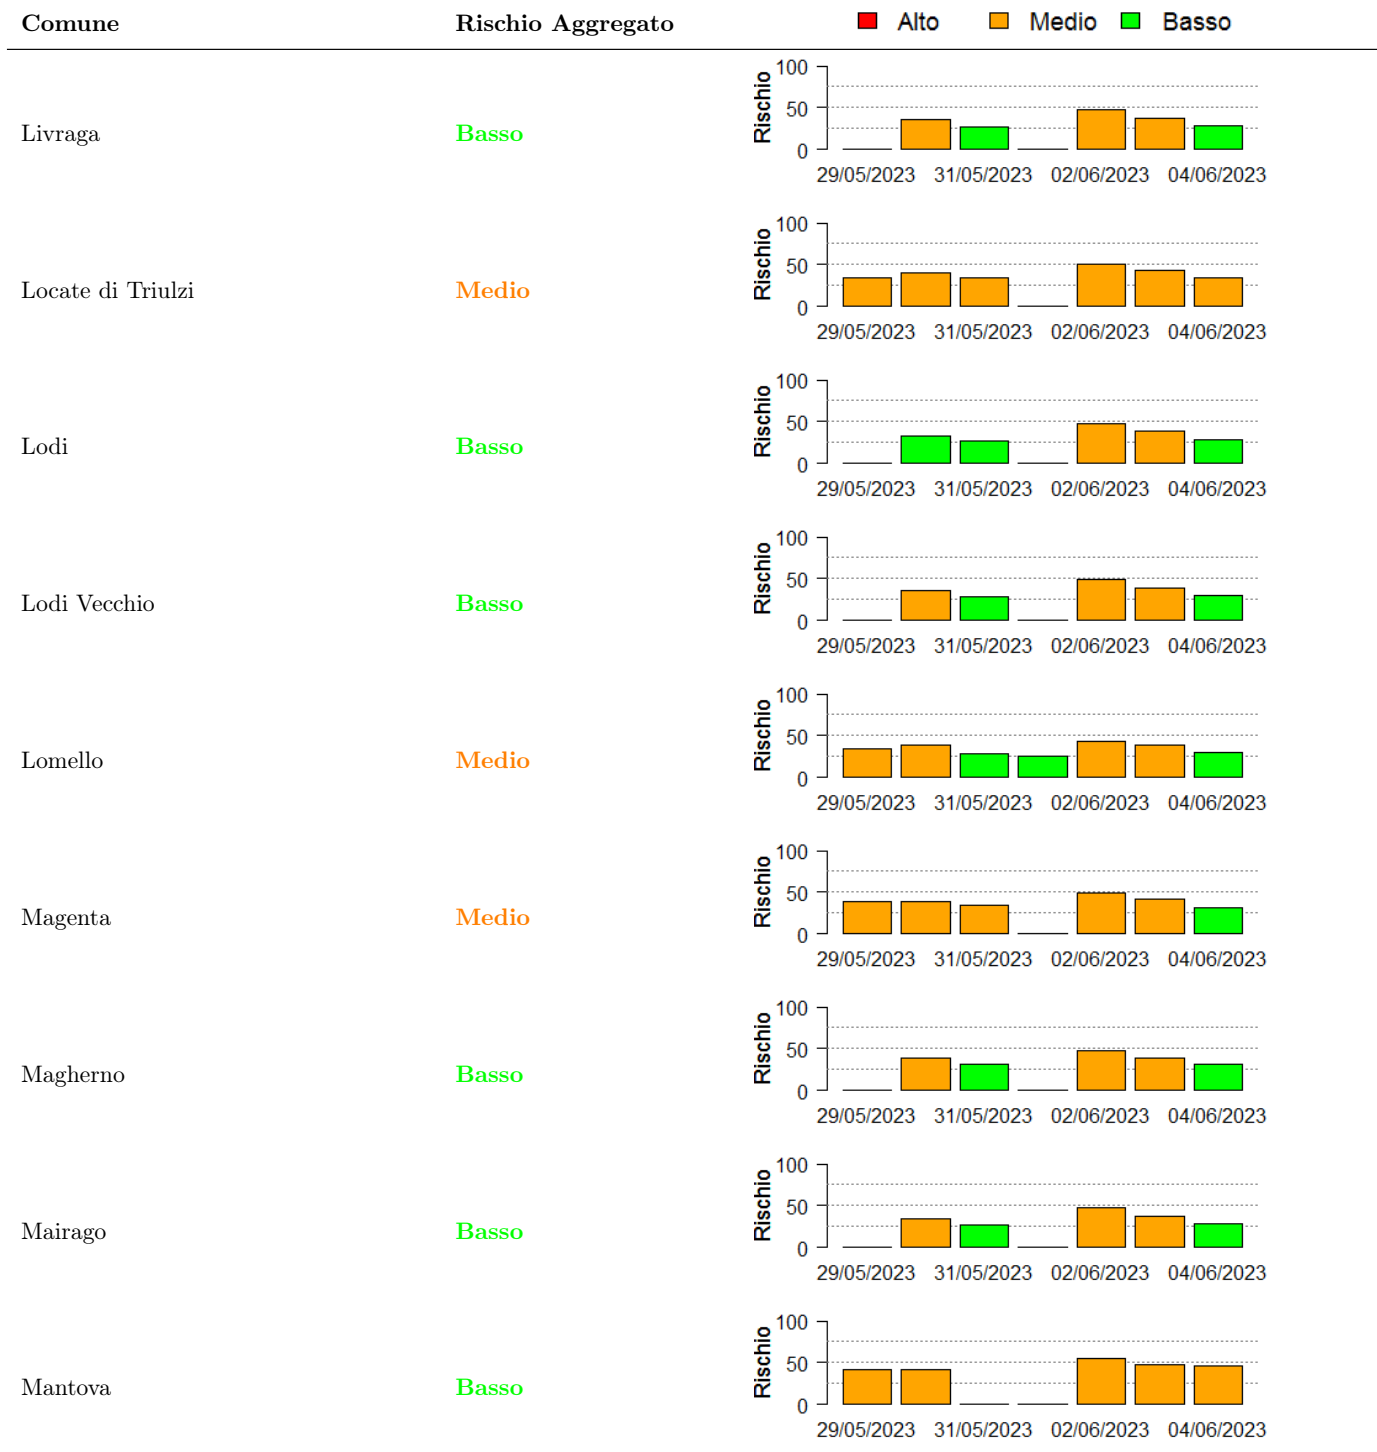 Comune Rischio Aggregato Alto Medio Basso
100
50
0
Rischio
Livraga Basso
29/05/2023 31/05/2023 02/06/2023 04/06/2023
100
50
0
Rischio
Locate di Triulzi Medio
29/05/2023 31/05/2023 02/06/2023 04/06/2023
100
50
0
Rischio
Lodi Basso
29/05/2023 31/05/2023 02/06/2023 04/06/2023
100
50
0
Rischio
Lodi Vecchio Basso
29/05/2023 31/05/2023 02/06/2023 04/06/2023
100
50
0
Rischio
Lomello Medio
29/05/2023 31/05/2023 02/06/2023 04/06/2023
100
50
0
Rischio
Magenta Medio
29/05/2023 31/05/2023 02/06/2023 04/06/2023
100
50
0
Rischio
Magherno Basso
29/05/2023 31/05/2023 02/06/2023 04/06/2023
100
50
0
Rischio
Mairago Basso
29/05/2023 31/05/2023 02/06/2023 04/06/2023
100
50
0
Rischio
Mantova Basso
29/05/2023 31/05/2023 02/06/2023 04/06/2023